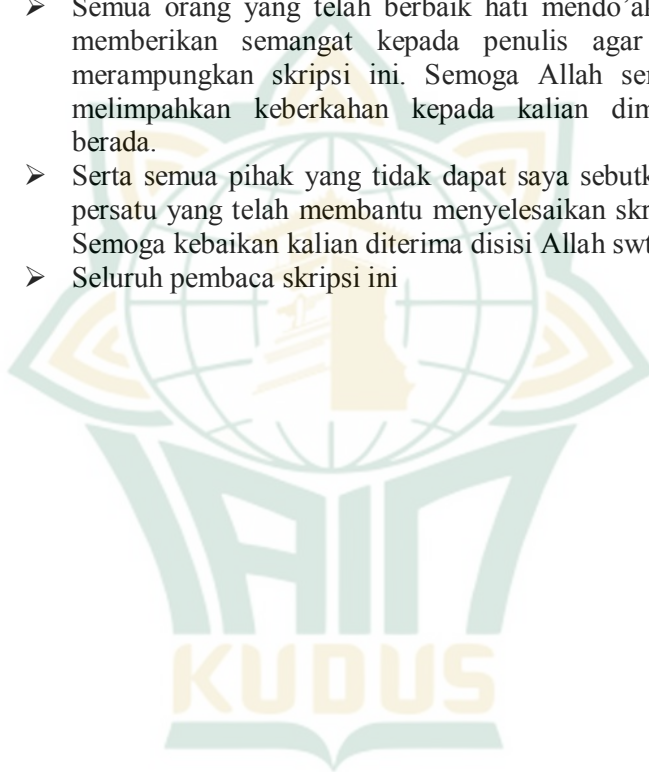 ➤ Semua orang yang telah berbaik hati mendo’ak
memberikan semangat kepada penulis agar
merampungkan skripsi ini. Semoga Allah se
melimpahkan keberkahan kepada kalian dim
berada.
➤ Serta semua pihak yang tidak dapat saya sebutk
persatu yang telah membantu menyelesaikan skr
Semoga kebaikan kalian diterima disisi Allah swt
➤ Seluruh pembaca skripsi ini
IAIN
KUDUS